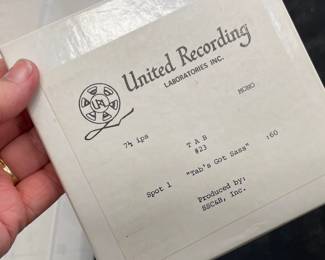 United Recording
LABORATORIES INC.
MONO
7½ ips
T A B
#23
Spot 1 "Tab's Got Sass" :60
Produced by:
SSC&B, Inc.